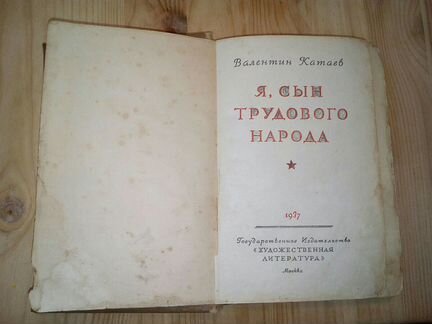 Валентин Катаев
Я, СЫН
ТРУДОВОГО
НАРОДА
1937
Государственное Издательство
«ХУДОЖЕСТВЕННАЯ
ЛИТЕРАТУРА»
Москва